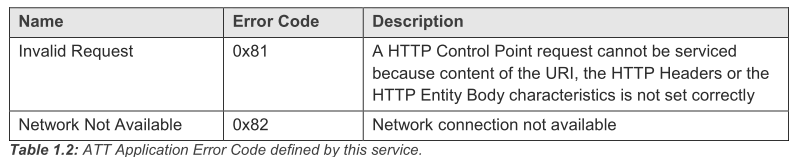 Name Error Code Description
Invalid Request 0x81 A HTTP Control Point request cannot be serviced
because content of the URI, the HTTP Headers or the
HTTP Entity Body characteristics is not set correctly
Network Not Available 0x82 Network connection not available
Table 1.2: ATT Application Error Code defined by this service.